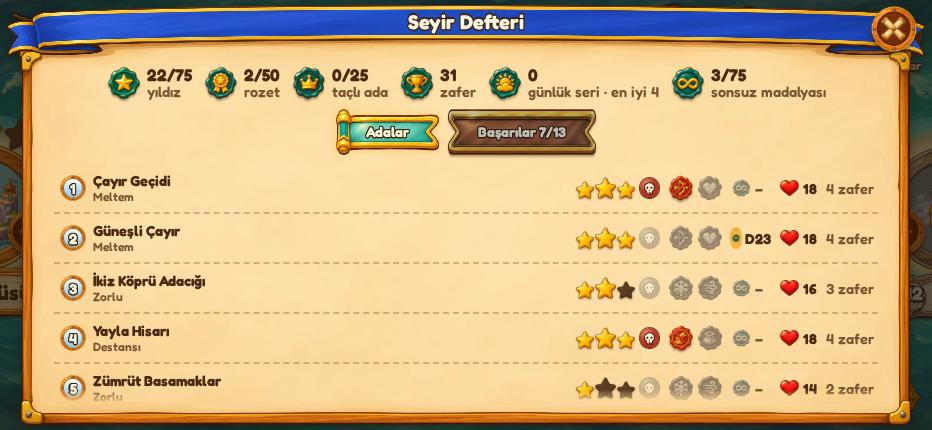 Seyir Defteri
22/75 yıldız
2/50 rozet
0/25 taçlı ada
31 zafer
0 günlük seri · en iyi 4
3/75 sonsuz madalyası
Adalar
Başarılar 7/13
1 Çayır Geçidi
Meltem
– 18 4 zafer
2 Güneşli Çayır
Meltem
D23 18 4 zafer
3 İkiz Köprü Adacığı
Zorlu
– 16 3 zafer
4 Yayla Hisarı
Destansı
– 18 4 zafer
5 Zümrüt Basamaklar
Zorlu
– 14 2 zafer